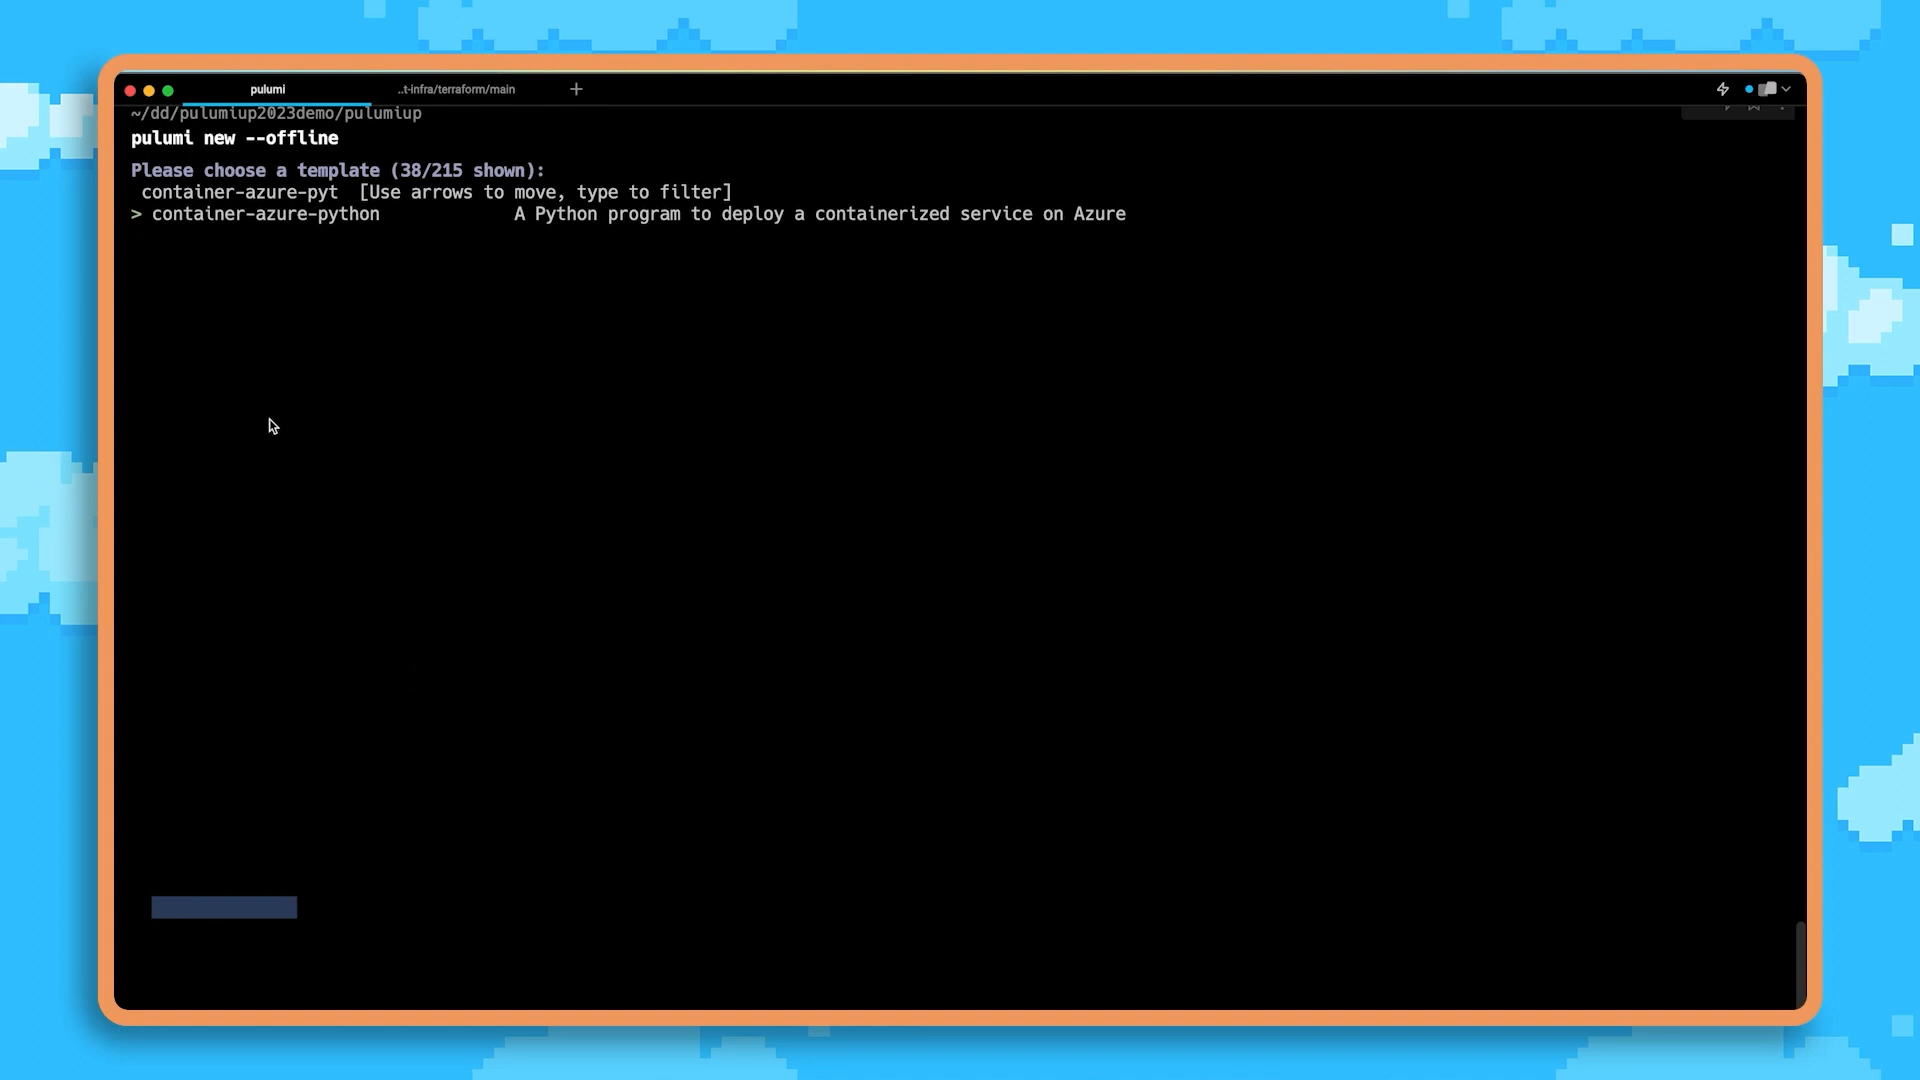 pulumi
..t-infra/terraform/main
~/dd/pulumiup2023demo/pulumiup
pulumi new --offline
Please choose a template (38/215 shown):
container-azure-pyt [Use arrows to move, type to filter]
> container-azure-python A Python program to deploy a containerized service on Azure